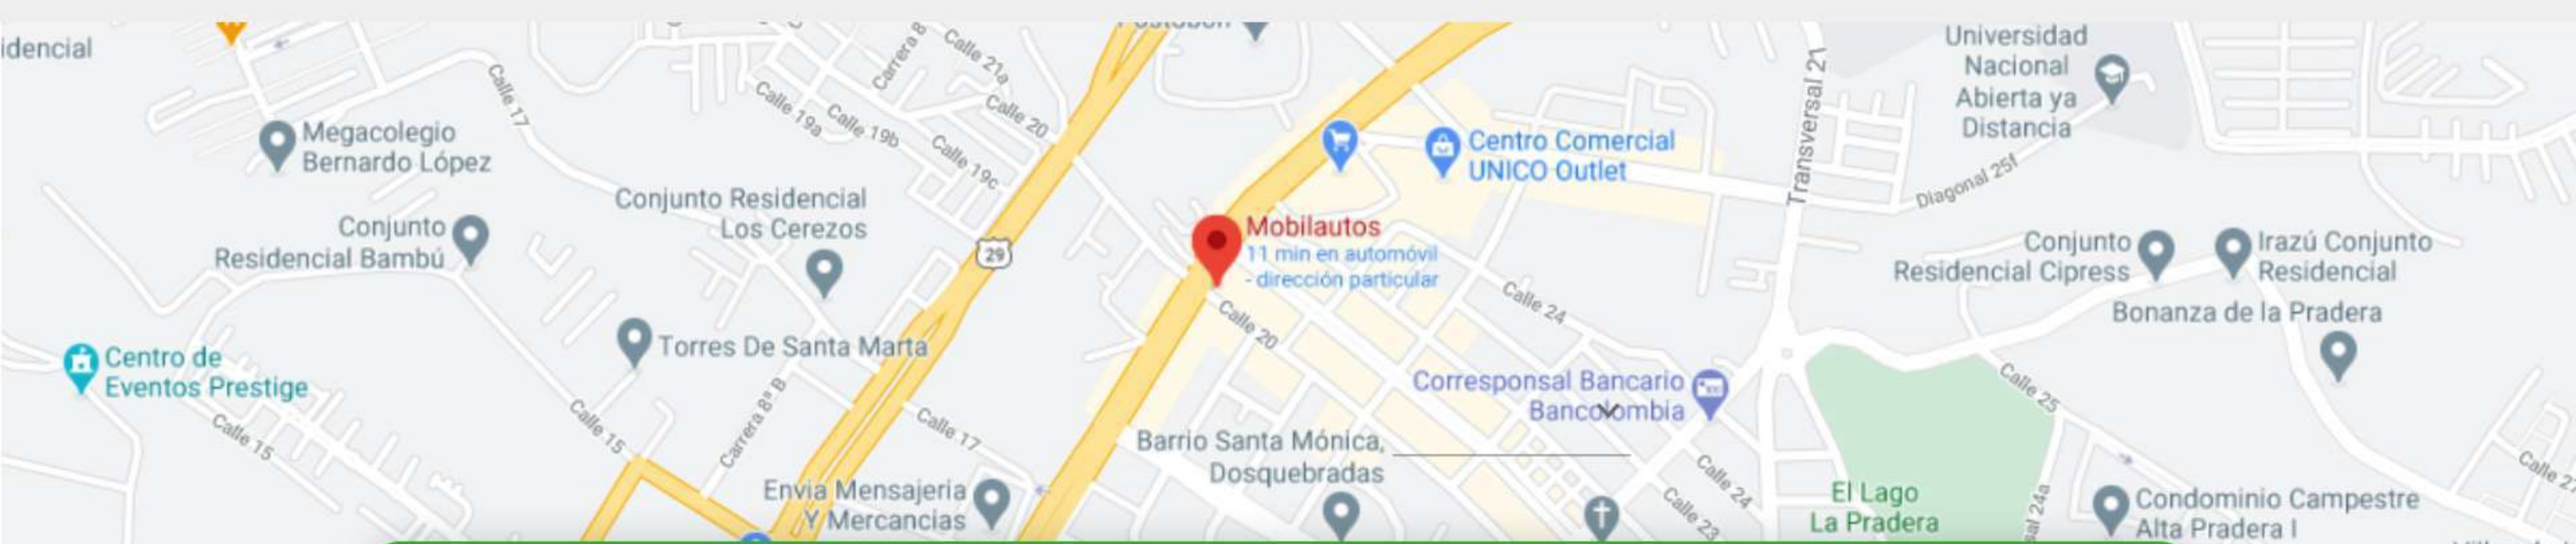 idencial
Megacolegio
Bernardo López
Calle 17
Carrera 8
Calle 21a
Calle 20
Calle 19a
Calle 19b
Calle 19c
Conjunto Residencial
Los Cerezos
Conjunto
Residencial Bambú
29
Centro Comercial
UNICO Outlet
Mobilautos
11 min en automóvil
- dirección particular
Transversal 21
Universidad
Nacional
Abierta ya
Distancia
Diagonal 25f
Conjunto
Residencial Cipress
Irazú Conjunto
Residencial
Bonanza de la Pradera
Calle 24
Calle 20
Torres De Santa Marta
Centro de
Eventos Prestige
Calle 15
Calle 15
Carrera 8ª B
Calle 17
Corresponsal Bancario
Bancolombia
Barrio Santa Mónica,
Dosquebradas
Envia Mensajeria
Y Mercancias
Calle 24
Calle 23
El Lago
La Pradera
Calle 25
sal 24a
Condominio Campestre
Alta Pradera I